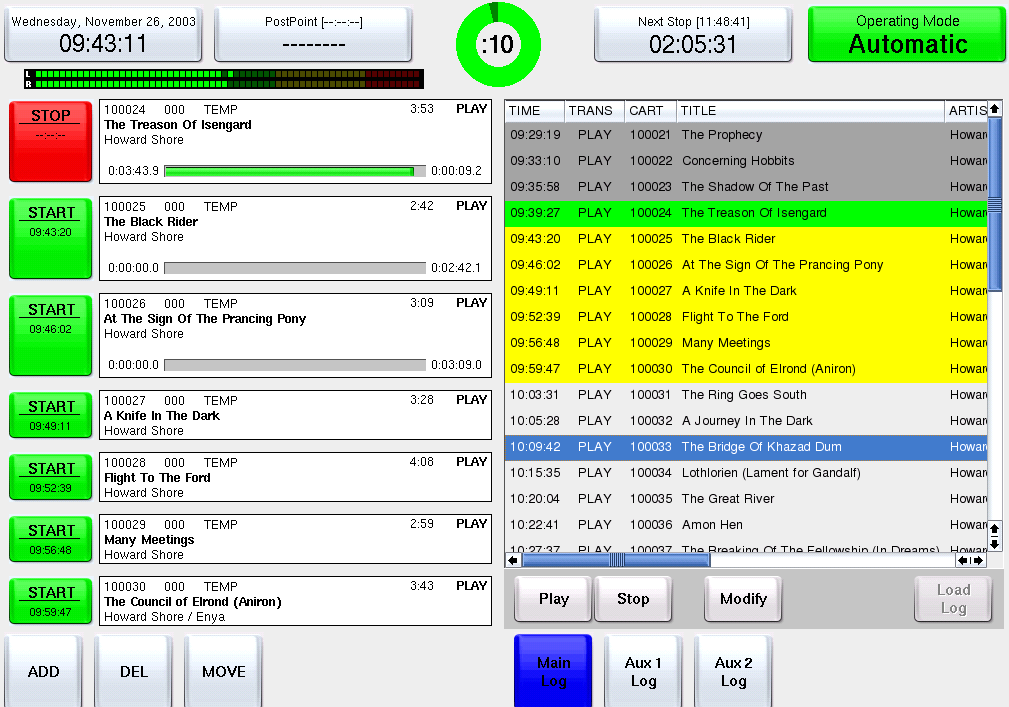 Wednesday, November 26, 2003
09:43:11
PostPoint [--:--:--]
--------
:10
Next Stop [11:48:41]
02:05:31
Operating Mode
Automatic
L
R
STOP
--:--:--
100024 000 TEMP 3:53 PLAY
The Treason Of Isengard
Howard Shore
0:03:43.9 0:00:09.2
START
09:43:20
100025 000 TEMP 2:42 PLAY
The Black Rider
Howard Shore
0:00:00.0 0:02:42.1
START
09:46:02
100026 000 TEMP 3:09 PLAY
At The Sign Of The Prancing Pony
Howard Shore
0:00:00.0 0:03:09.0
START
09:49:11
100027 000 TEMP 3:28 PLAY
A Knife In The Dark
Howard Shore
START
09:52:39
100028 000 TEMP 4:08 PLAY
Flight To The Ford
Howard Shore
START
09:56:48
100029 000 TEMP 2:59 PLAY
Many Meetings
Howard Shore
START
09:59:47
100030 000 TEMP 3:43 PLAY
The Council of Elrond (Aniron)
Howard Shore / Enya
ADD DEL MOVE
TIME TRANS CART TITLE ARTIS
09:29:19 PLAY 100021 The Prophecy Howar
09:33:10 PLAY 100022 Concerning Hobbits Howar
09:35:58 PLAY 100023 The Shadow Of The Past Howar
09:39:27 PLAY 100024 The Treason Of Isengard Howar
09:43:20 PLAY 100025 The Black Rider Howar
09:46:02 PLAY 100026 At The Sign Of The Prancing Pony Howar
09:49:11 PLAY 100027 A Knife In The Dark Howar
09:52:39 PLAY 100028 Flight To The Ford Howar
09:56:48 PLAY 100029 Many Meetings Howar
09:59:47 PLAY 100030 The Council of Elrond (Aniron) Howar
10:03:31 PLAY 100031 The Ring Goes South Howar
10:05:28 PLAY 100032 A Journey In The Dark Howar
10:09:42 PLAY 100033 The Bridge Of Khazad Dum Howar
10:15:35 PLAY 100034 Lothlorien (Lament for Gandalf) Howar
10:20:04 PLAY 100035 The Great River Howar
10:22:41 PLAY 100036 Amon Hen Howar
10:27:37 PLAY 100037 The Breaking Of The Fellowship (In Dreams) Howar
Play Stop Modify Load
Log
Main
Log
Aux 1
Log
Aux 2
Log